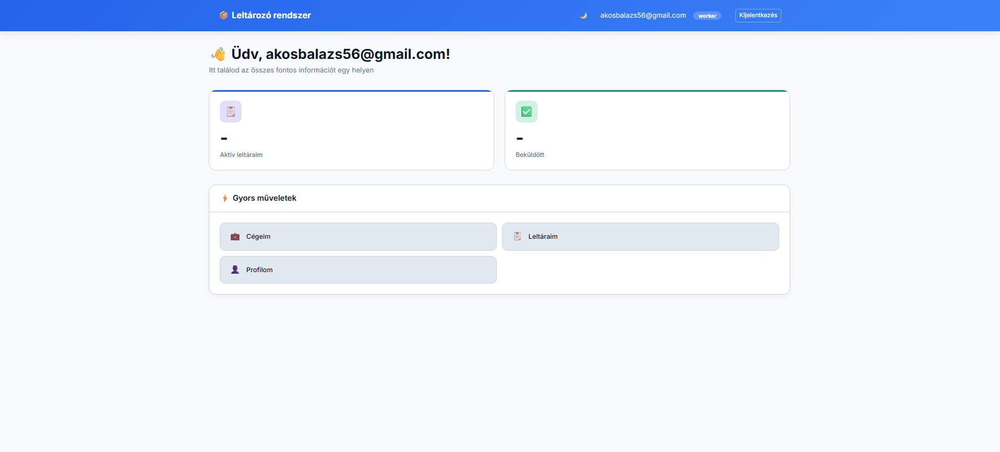 Leltározó rendszer
akosbalazs56@gmail.com worker Kijelentkezés
Üdv, akosbalazs56@gmail.com!
Itt találod az összes fontos információt egy helyen
-
Aktív leltáraim
-
Beküldött
Gyors műveletek
Cégeim
Leltáraim
Profilom